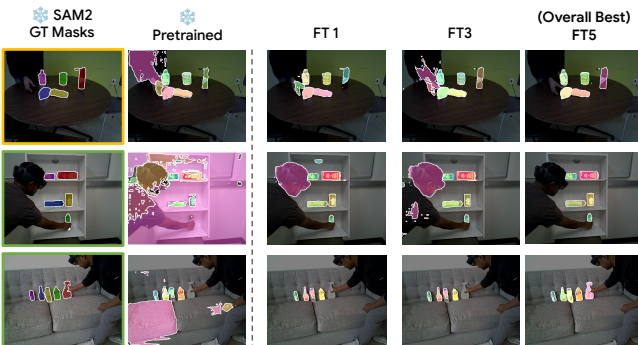 SAM2
GT Masks
Pretrained
FT 1
FT3
(Overall Best)
FT5